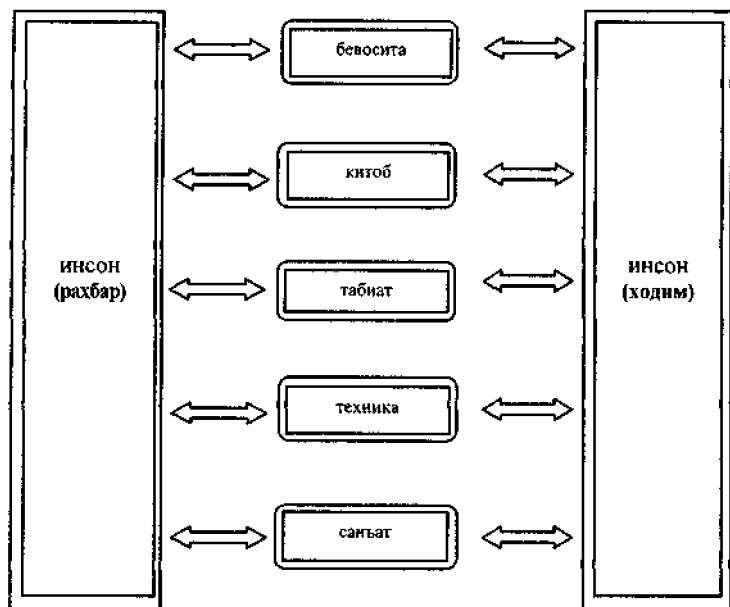 бевосита
китоб
инсон
(рахбар)
табиат
инсон
(ходим)
техника
санъат